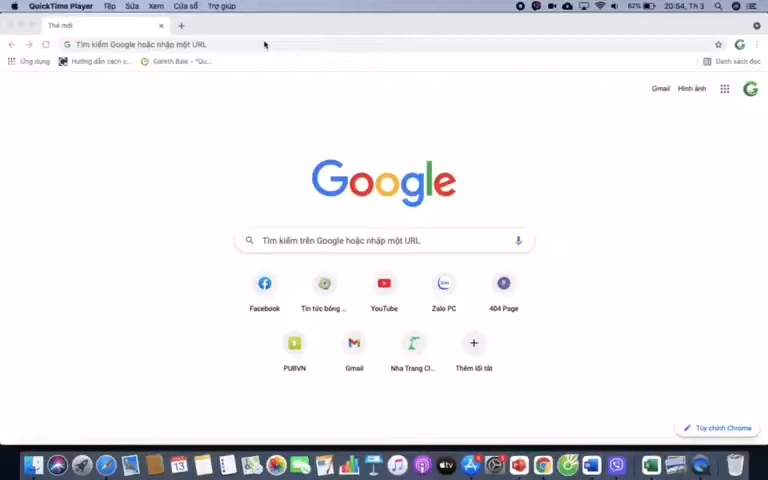 QuickTime Player Tệp Sửa Xem Cửa sổ Trợ giúp 62% 20:54, Th 3
Thẻ mới
Tìm kiếm Google hoặc nhập một URL
Ứng dụng Hướng dẫn cách c... Gareth Bale - "Qu... Danh sách đọc
Gmail Hình ảnh
Google
Tìm kiếm trên Google hoặc nhập một URL
Facebook Tin tức bóng ... YouTube Zalo PC 404 Page
PUBVN Gmail Nha Trang Cl... Thêm lối tắt
Tùy chỉnh Chrome